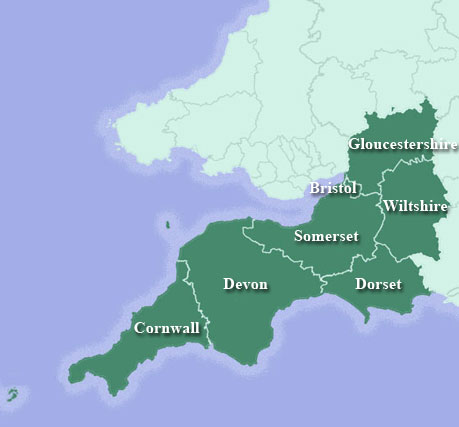 Gloucestershire
Bristol
Wiltshire
Somerset
Devon
Dorset
Cornwall